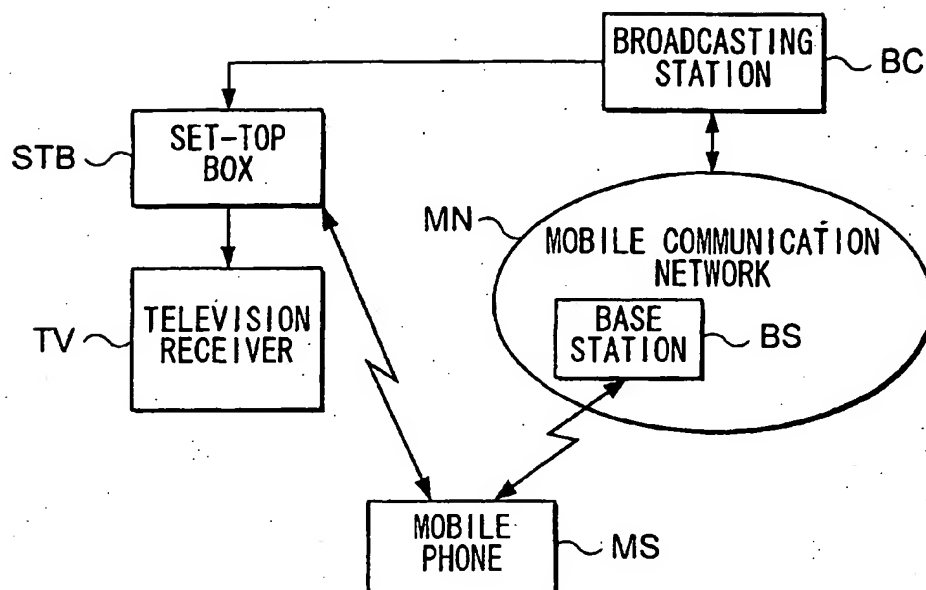 BROADCASTING
STATION
BC
SET-TOP
BOX
STB
MN
MOBILE COMMUNICATION
NETWORK
TELEVISION
RECEIVER
TV
BASE
STATION
BS
MOBILE
PHONE
MS